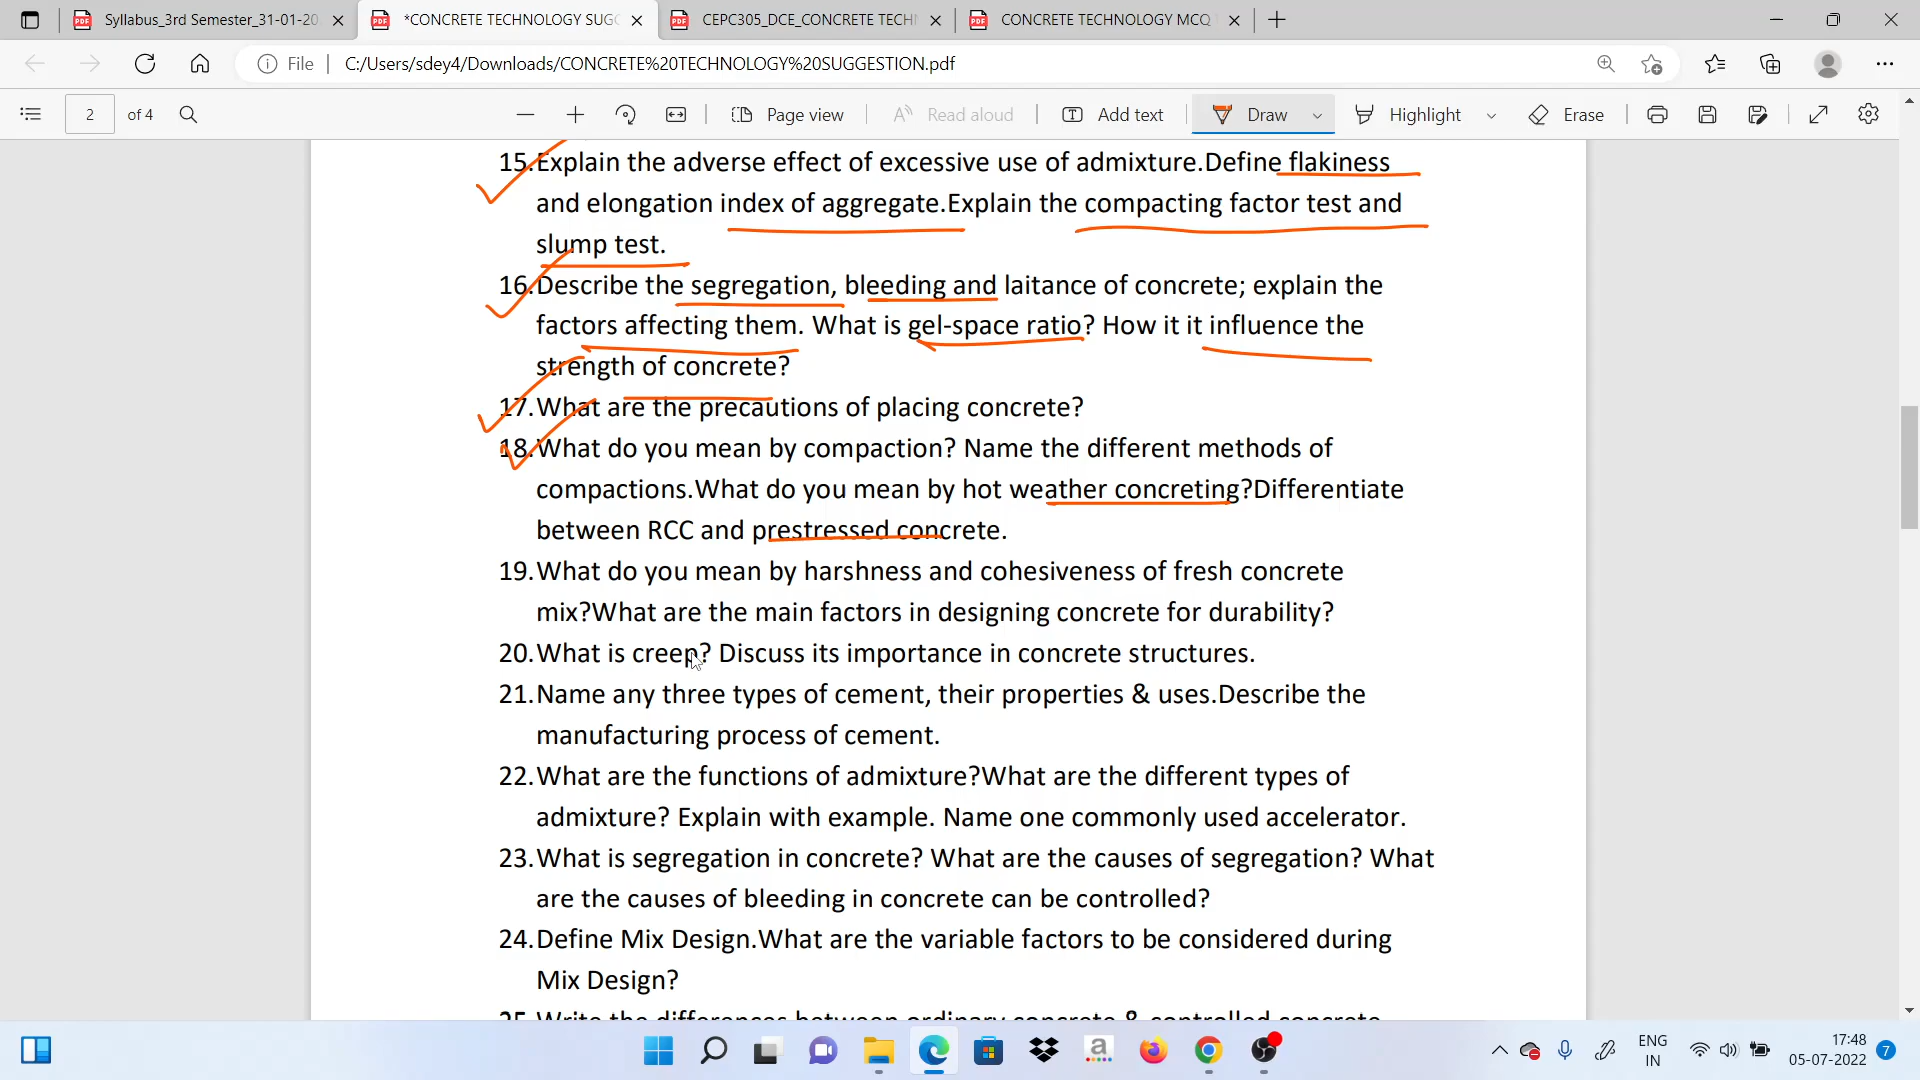 Syllabus_3rd Semester_31-01-20
*CONCRETE TECHNOLOGY SUGG
CEPC305_DCE_CONCRETE TECH
CONCRETE TECHNOLOGY MCQ
File
C:/Users/sdey4/Downloads/CONCRETE%20TECHNOLOGY%20SUGGESTION.pdf
2 of 4
Page view
Read aloud
Add text
Draw
Highlight
Erase
15.Explain the adverse effect of excessive use of admixture.Define flakiness
and elongation index of aggregate.Explain the compacting factor test and
slump test.
16.Describe the segregation, bleeding and laitance of concrete; explain the
factors affecting them. What is gel-space ratio? How it it influence the
strength of concrete?
17.What are the precautions of placing concrete?
18.What do you mean by compaction? Name the different methods of
compactions.What do you mean by hot weather concreting?Differentiate
between RCC and prestressed concrete.
19.What do you mean by harshness and cohesiveness of fresh concrete
mix?What are the main factors in designing concrete for durability?
20.What is creep? Discuss its importance in concrete structures.
21.Name any three types of cement, their properties & uses.Describe the
manufacturing process of cement.
22.What are the functions of admixture?What are the different types of
admixture? Explain with example. Name one commonly used accelerator.
23.What is segregation in concrete? What are the causes of segregation? What
are the causes of bleeding in concrete can be controlled?
24.Define Mix Design.What are the variable factors to be considered during
Mix Design?
25.Write the differences between ordinary concrete & controlled concrete
ENG
IN
17:48
05-07-2022
7